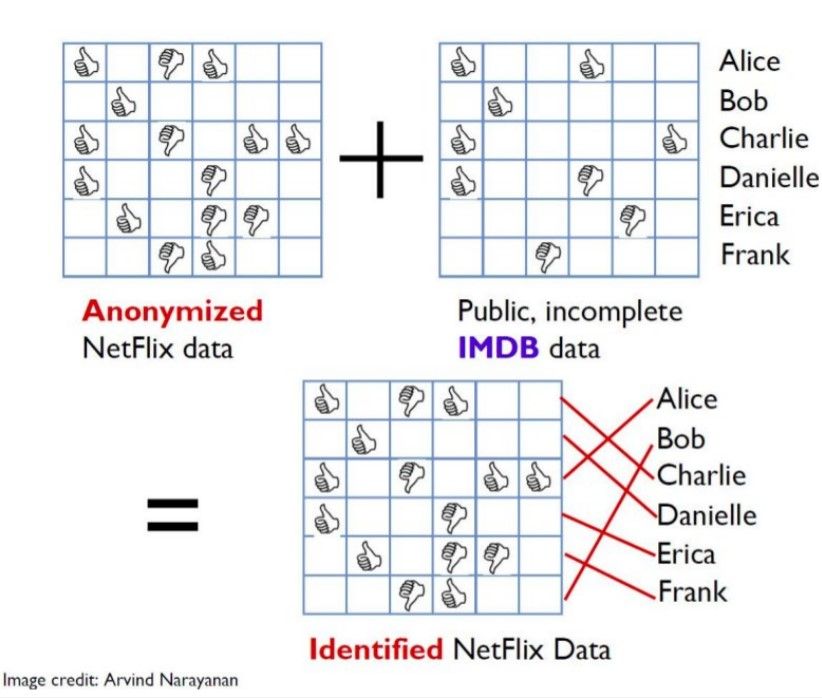 Alice
Bob
Charlie
Danielle
Erica
Frank
Anonymized
NetFlix data
Public, incomplete
IMDB data
Alice
Bob
Charlie
Danielle
Erica
Frank
Identified NetFlix Data
Image credit: Arvind Narayanan